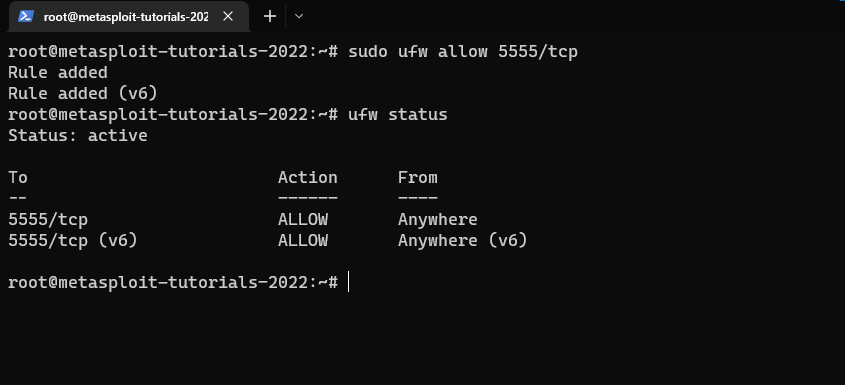 root@metasploit-tutorials-202
root@metasploit-tutorials-2022:~# sudo ufw allow 5555/tcp
Rule added
Rule added (v6)
root@metasploit-tutorials-2022:~# ufw status
Status: active
To Action From
-- ------ ----
5555/tcp ALLOW Anywhere
5555/tcp (v6) ALLOW Anywhere (v6)
root@metasploit-tutorials-2022:~#